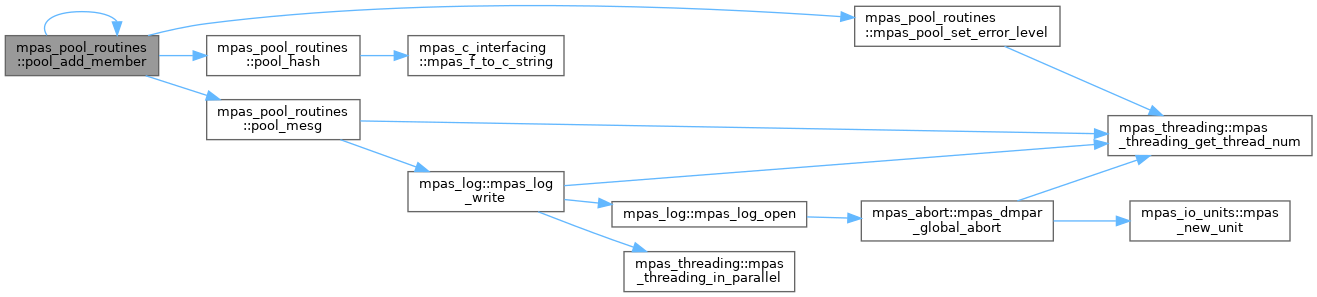 mpas_pool_routines
::pool_add_member
mpas_pool_routines
::pool_hash
mpas_c_interfacing
::mpas_f_to_c_string
mpas_pool_routines
::mpas_pool_set_error_level
mpas_pool_routines
::pool_mesg
mpas_threading::mpas
_threading_get_thread_num
mpas_log::mpas_log
_write
mpas_log::mpas_log_open
mpas_abort::mpas_dmpar
_global_abort
mpas_io_units::mpas
_new_unit
mpas_threading::mpas
_threading_in_parallel